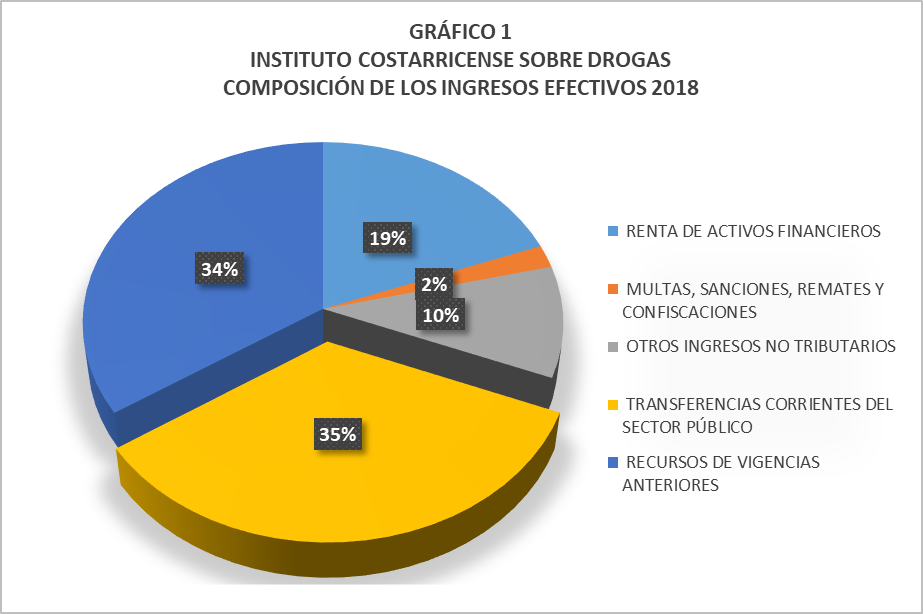 GRÁFICO 1
INSTITUTO COSTARRICENSE SOBRE DROGAS
COMPOSICIÓN DE LOS INGRESOS EFECTIVOS 2018
19%
2%
10%
34%
35%
RENTA DE ACTIVOS FINANCIEROS
MULTAS, SANCIONES, REMATES Y
CONFISCACIONES
OTROS INGRESOS NO TRIBUTARIOS
TRANSFERENCIAS CORRIENTES DEL
SECTOR PÚBLICO
RECURSOS DE VIGENCIAS
ANTERIORES